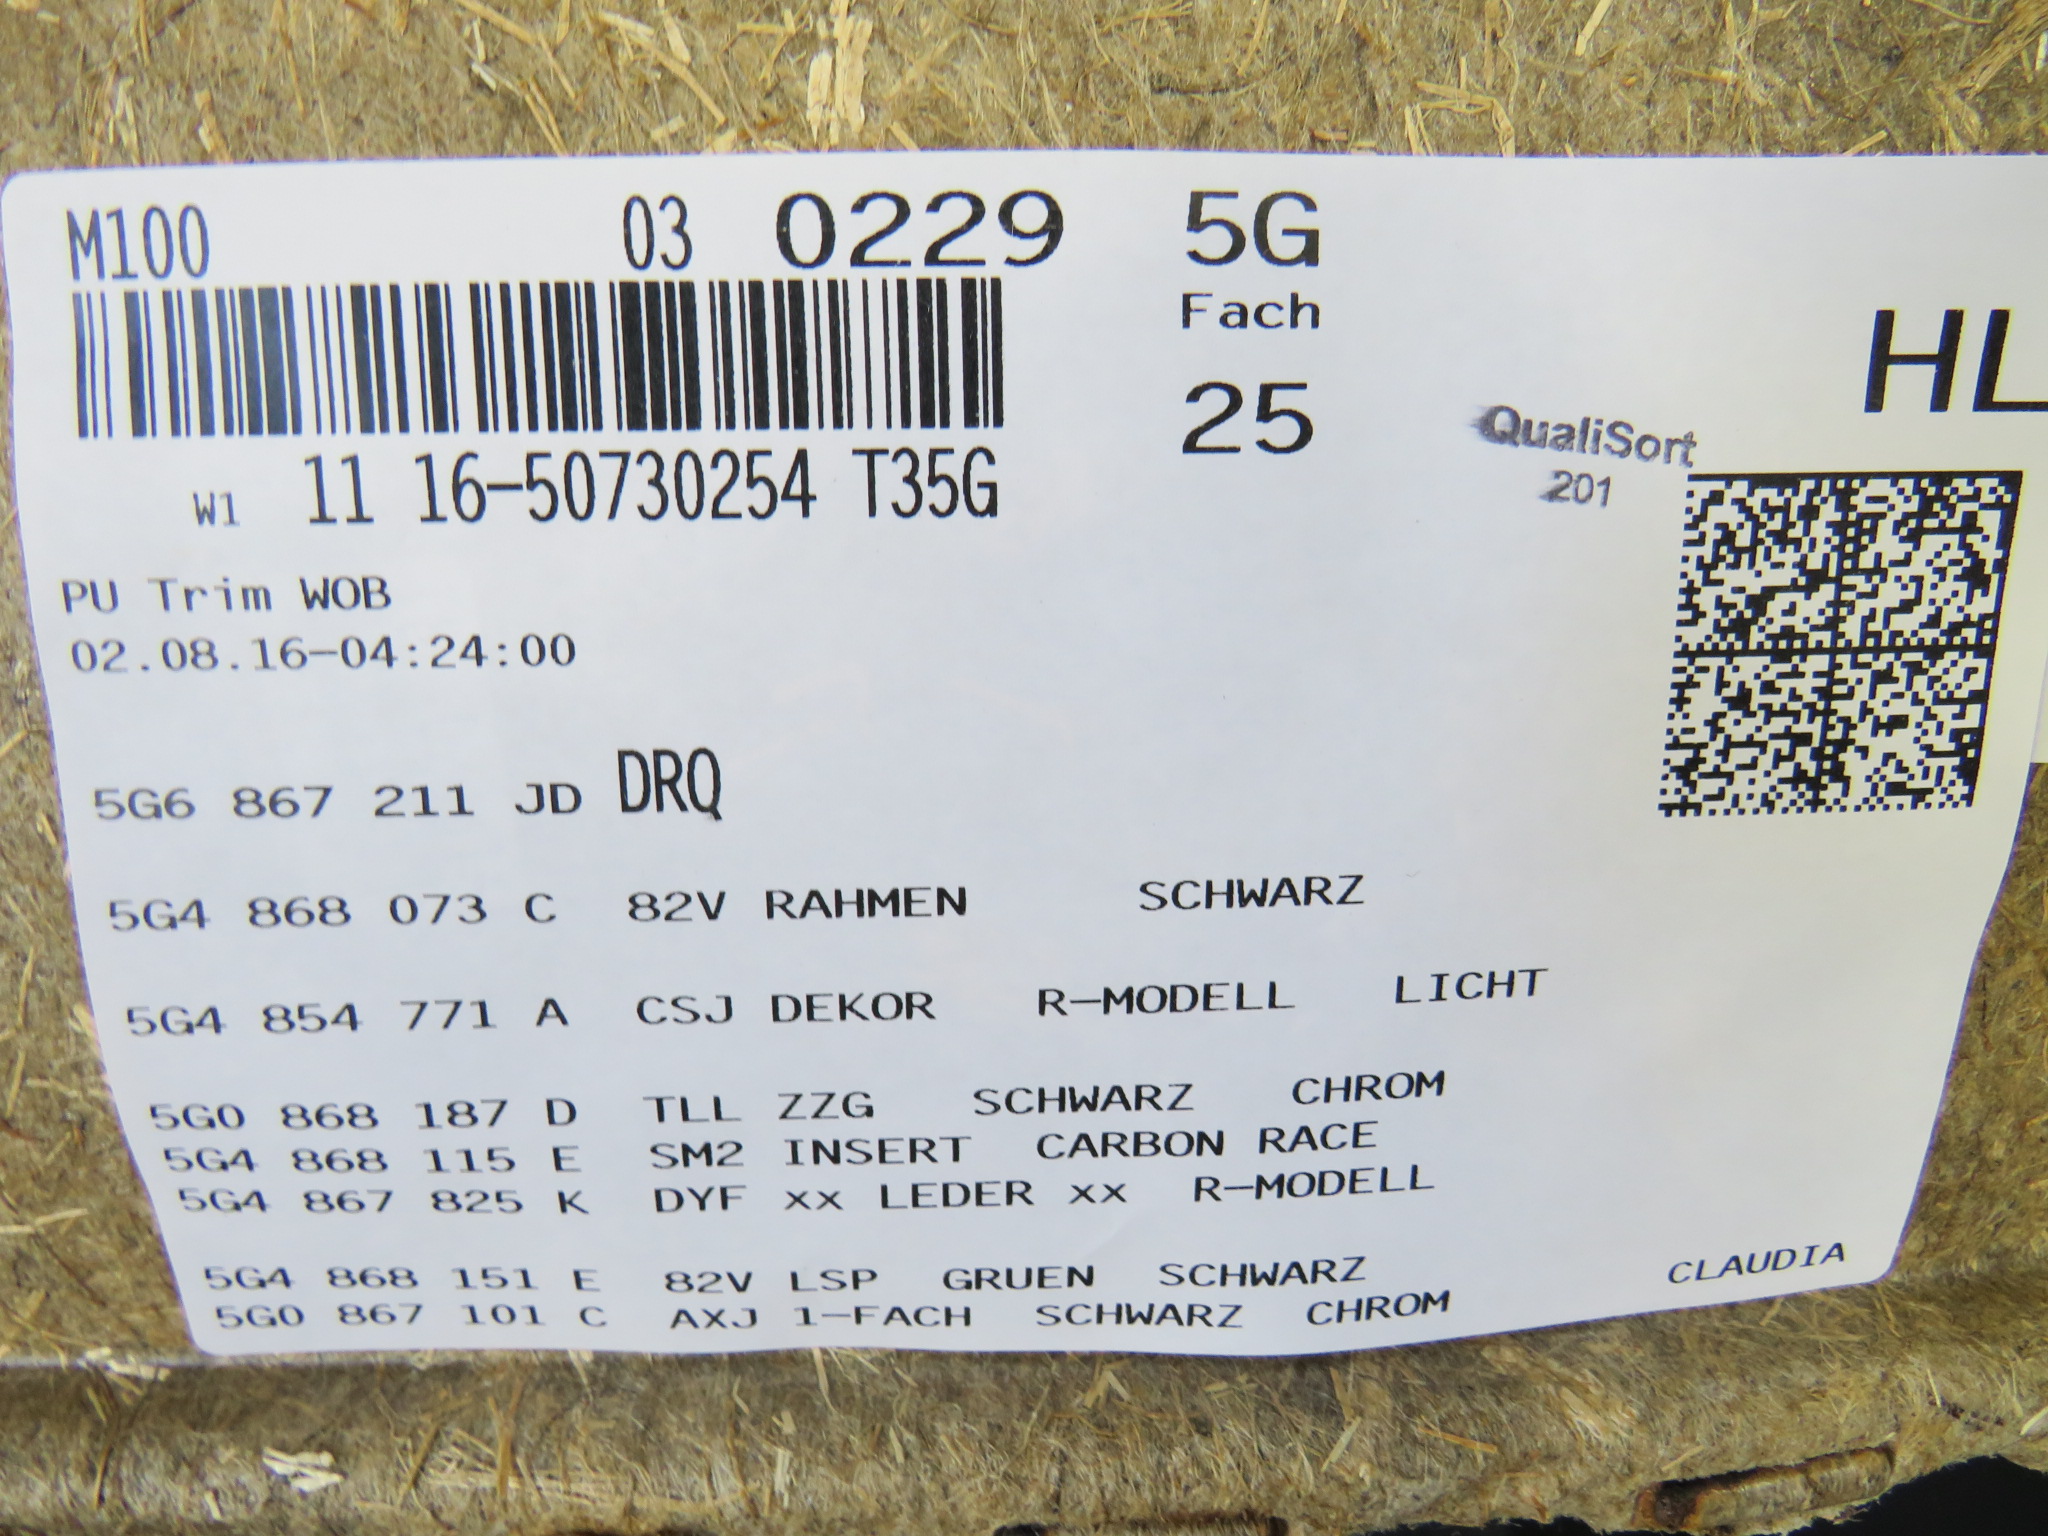 M100 03 0229 5G
Fach
HL
25
QualiSort
201
W1 11 16-50730254 T35G
PU Trim WOB
02.08.16-04:24:00
5G6 867 211 JD DRQ
5G4 868 073 C 82V RAHMEN SCHWARZ
5G4 854 771 A CSJ DEKOR R-MODELL LICHT
5G0 868 187 D TLL ZZG SCHWARZ CHROM
5G4 868 115 E SM2 INSERT CARBON RACE
5G4 867 825 K DYF xx LEDER xx R-MODELL
5G4 868 151 E 82V LSP GRUEN SCHWARZ
5G0 867 101 C AXJ 1-FACH SCHWARZ CHROM
CLAUDIA